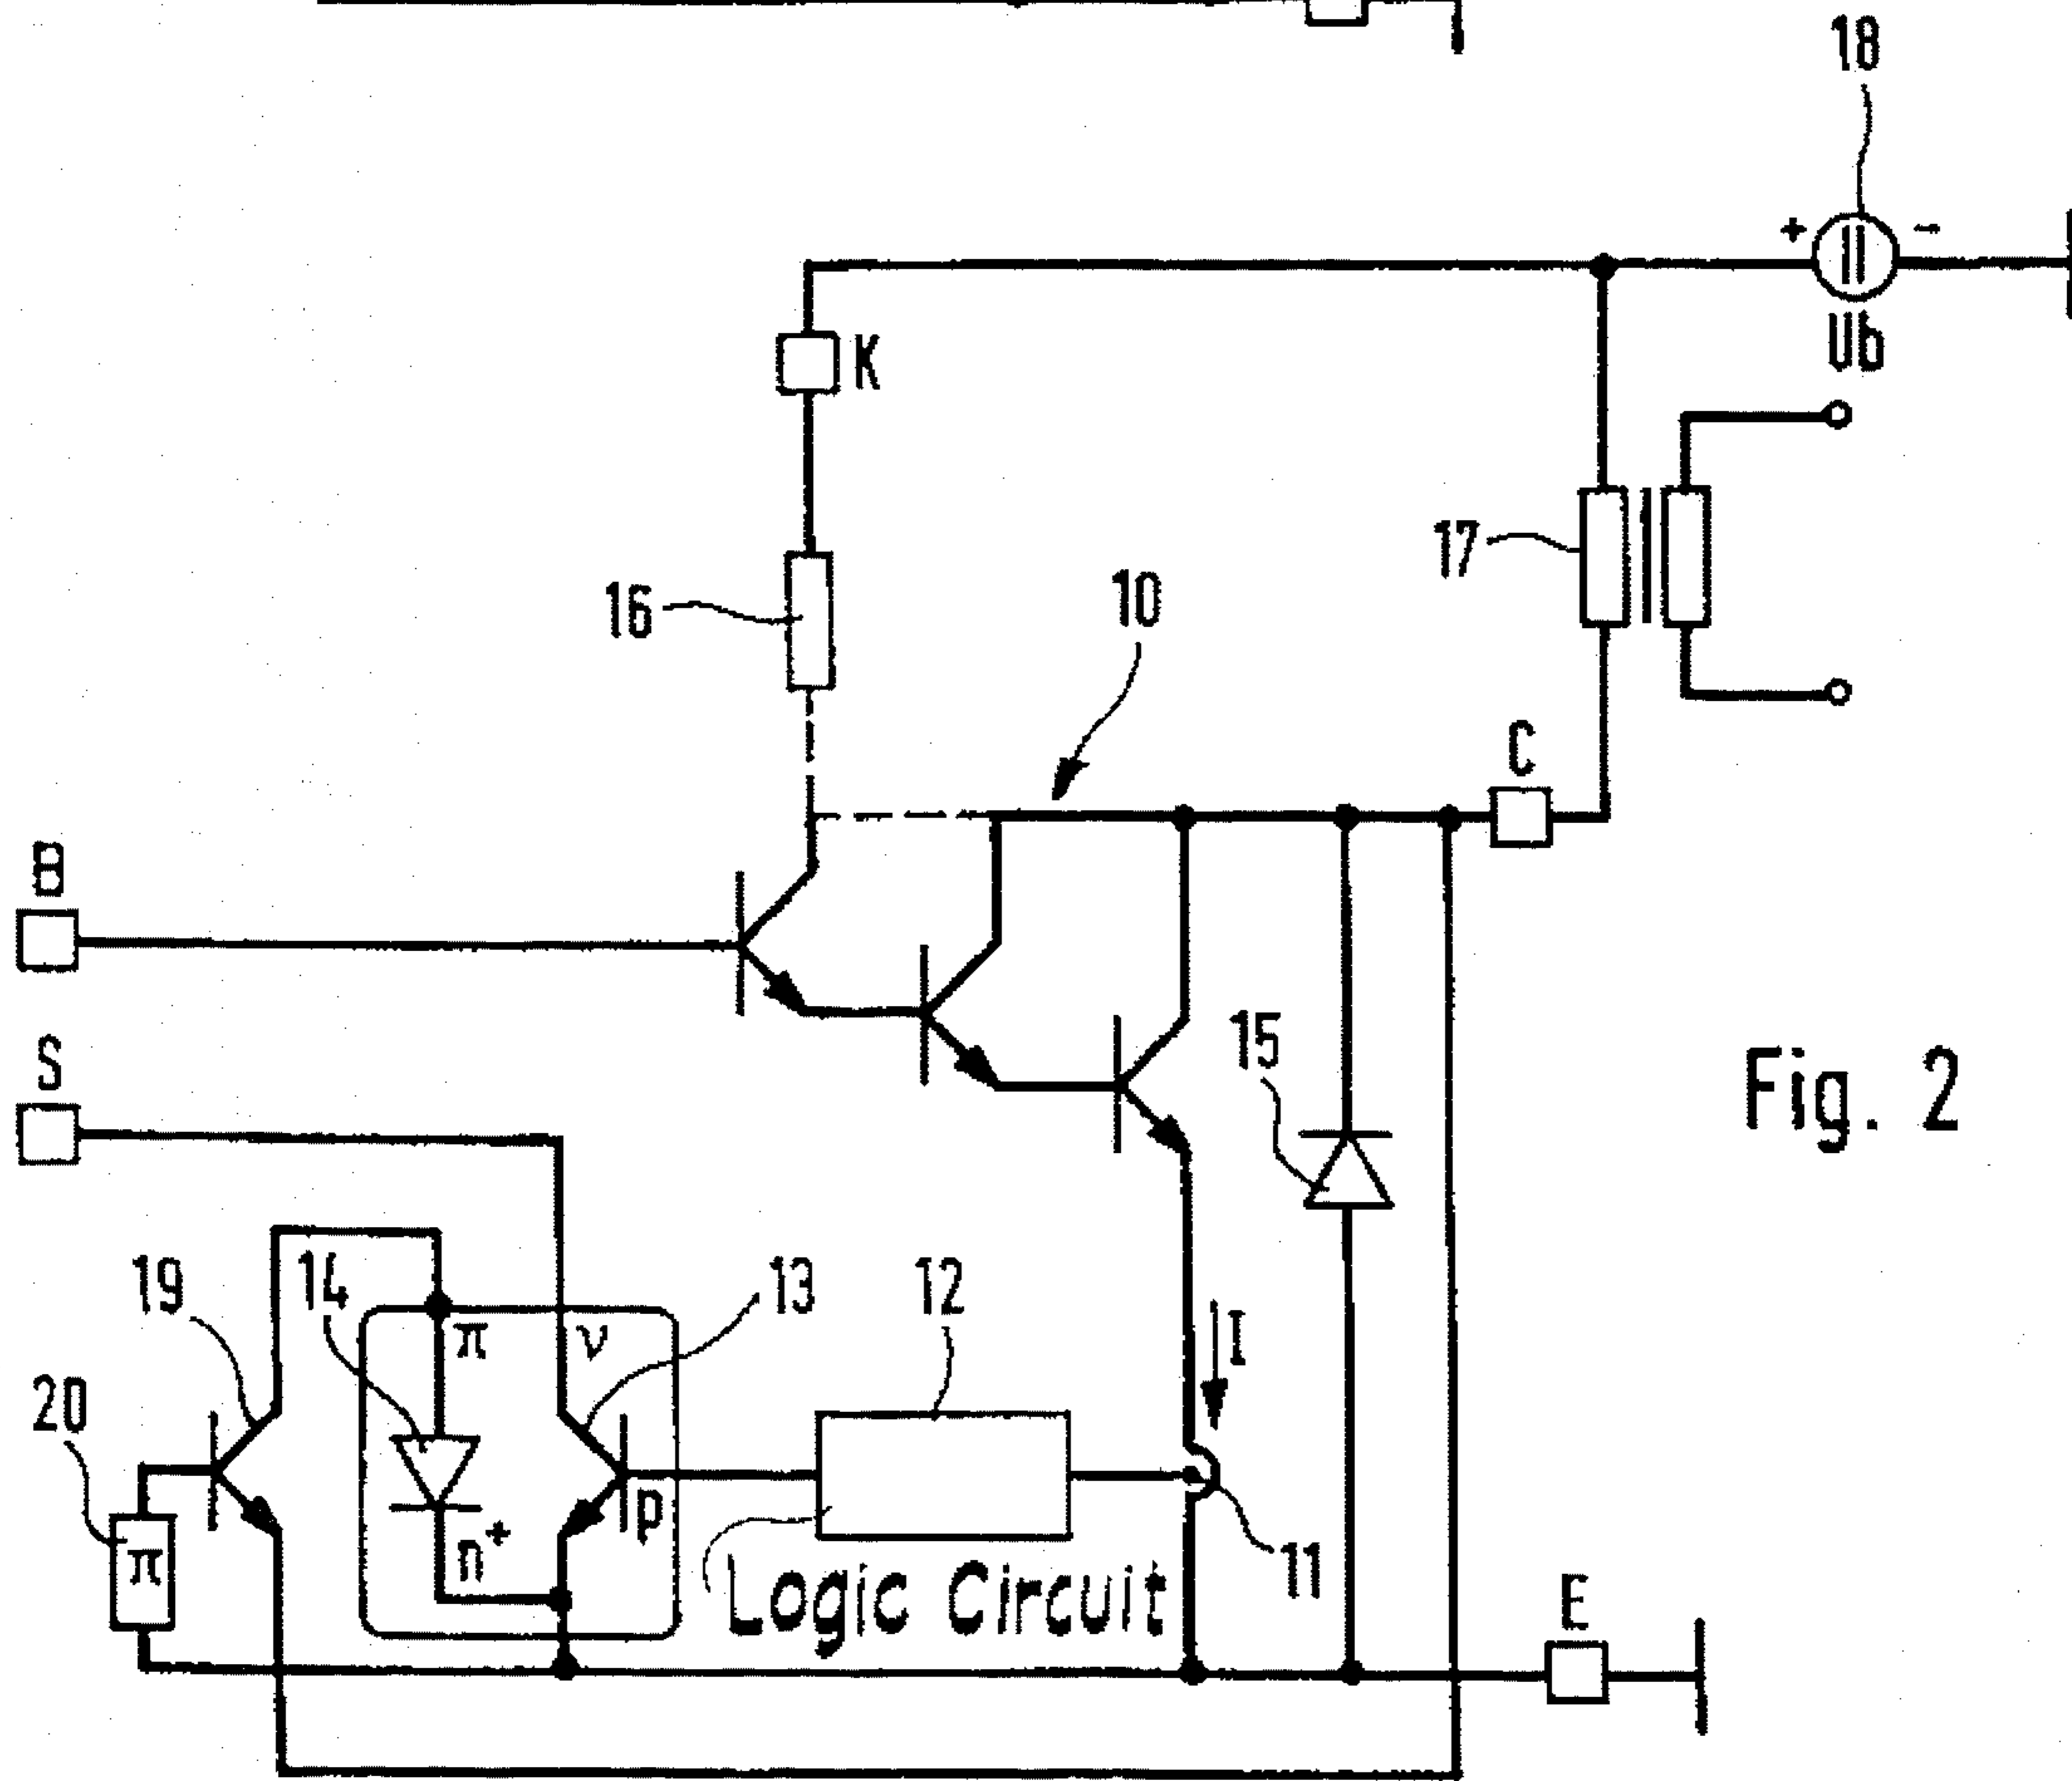 18
+ -
K
Ub
17
16
10
C
B
15
S
Fig. 2
19
14
13
12
π
ν
I
20
p
π
n+
Logic Circuit
11
E